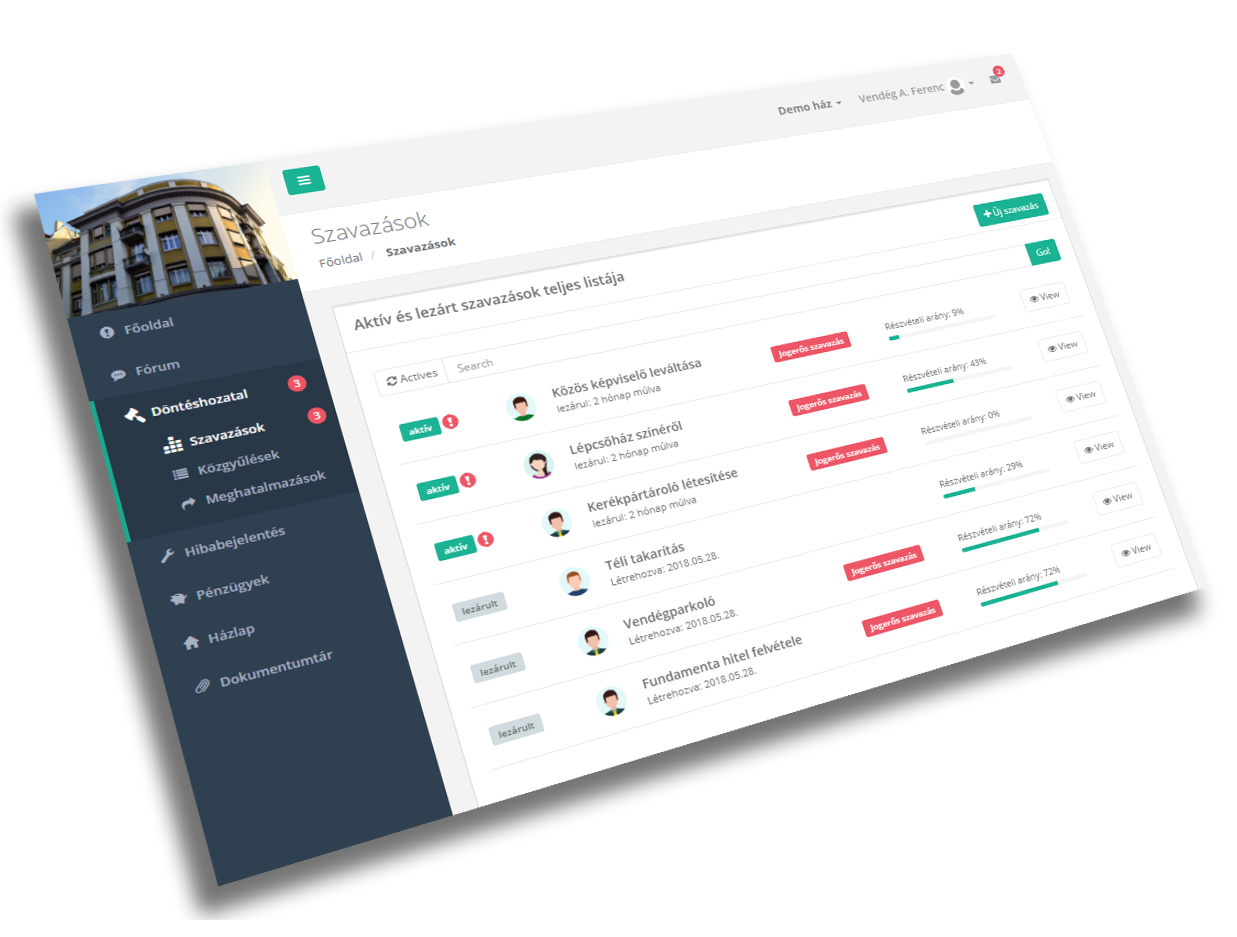 Demo ház
Vendég A. Ferenc
2
Szavazások
Főoldal / Szavazások
Főoldal
Fórum
Döntéshozatal 3
Szavazások 3
Közgyűlések
Meghatalmazások
Hibabejelentés
Pénzügyek
Házlap
Dokumentumtár
Aktív és lezárt szavazások teljes listája
+ Új szavazás
Actives
Search
Go!
aktív
Közös képviselő leváltása
lezárul: 2 hónap múlva
Jogerős szavazás
Részvételi arány: 9%
View
aktív
Lépcsőház színéről
lezárul: 2 hónap múlva
Jogerős szavazás
Részvételi arány: 43%
View
aktív
Kerékpártároló létesítése
lezárul: 2 hónap múlva
Jogerős szavazás
Részvételi arány: 0%
View
lezárult
Téli takarítás
Létrehozva: 2018.05.28.
Részvételi arány: 29%
View
lezárult
Vendégparkoló
Létrehozva: 2018.05.28.
Jogerős szavazás
Részvételi arány: 72%
View
lezárult
Fundamenta hitel felvétele
Létrehozva: 2018.05.28.
Jogerős szavazás
Részvételi arány: 72%
View